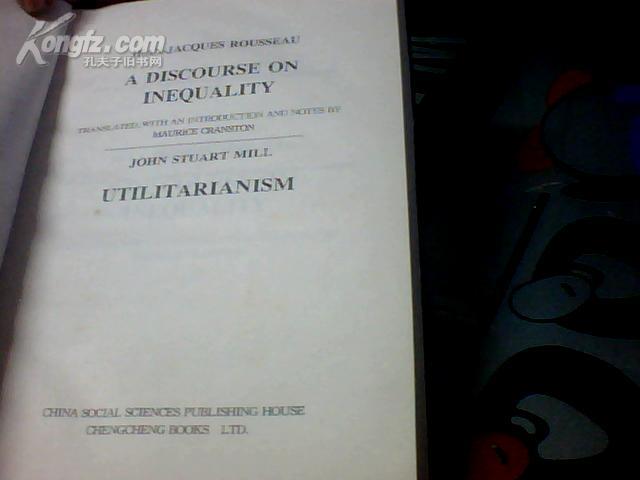 Kongfz.com
孔夫子旧书网
JACQUES ROUSSEAU
A DISCOURSE ON
INEQUALITY
TRANSLATED WITH AN INTRODUCTION AND NOTES BY
MAURICE CRANSTON
JOHN STUART MILL
UTILITARIANISM
CHINA SOCIAL SCIENCES PUBLISHING HOUSE
CHENGCHENG BOOKS LTD.